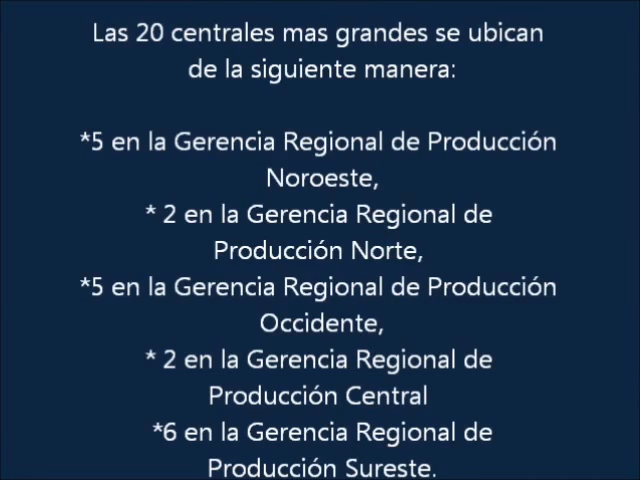 Las 20 centrales mas grandes se ubican
de la siguiente manera:
*5 en la Gerencia Regional de Producción
Noroeste,
* 2 en la Gerencia Regional de
Producción Norte,
*5 en la Gerencia Regional de Producción
Occidente,
* 2 en la Gerencia Regional de
Producción Central
*6 en la Gerencia Regional de
Producción Sureste.